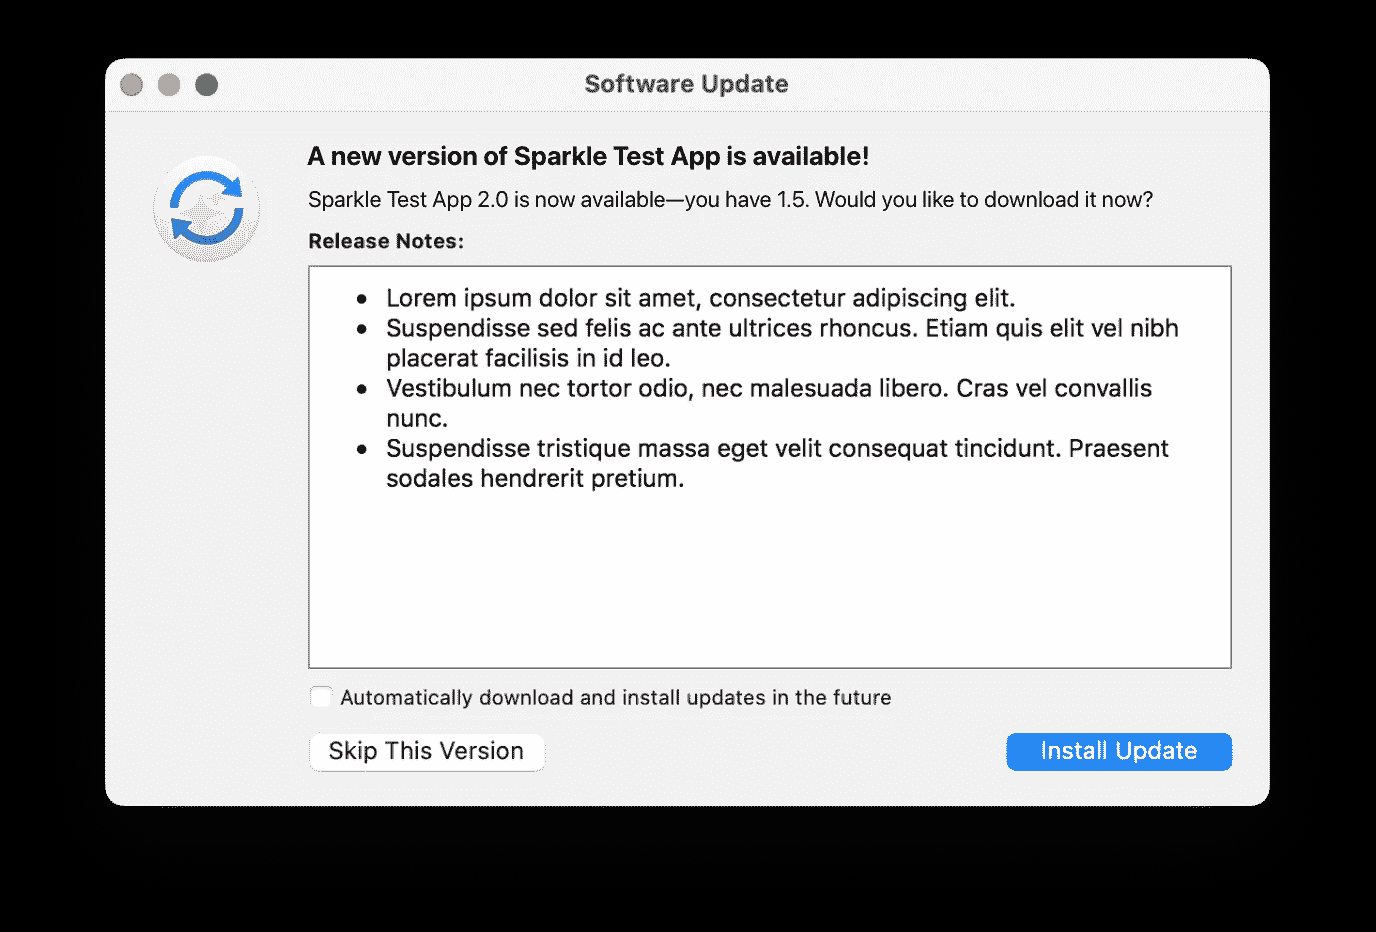 Software Update
A new version of Sparkle Test App is available!
Sparkle Test App 2.0 is now available—you have 1.5. Would you like to download it now?
Release Notes:
• Lorem ipsum dolor sit amet, consectetur adipiscing elit.
• Suspendisse sed felis ac ante ultrices rhoncus. Etiam quis elit vel nibh
placerat facilisis in id leo.
• Vestibulum nec tortor odio, nec malesuada libero. Cras vel convallis
nunc.
• Suspendisse tristique massa eget velit consequat tincidunt. Praesent
sodales hendrerit pretium.
Automatically download and install updates in the future
Skip This Version
Install Update